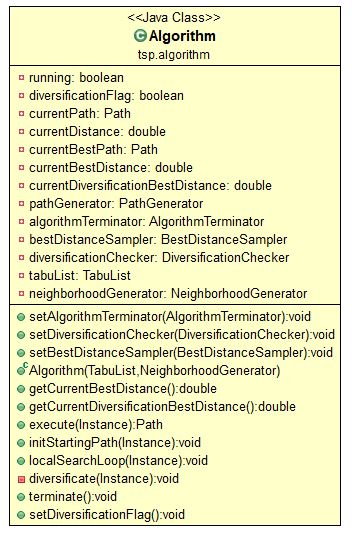 <<Java Class>>
Algorithm
tsp.algorithm
running: boolean
diversificationFlag: boolean
currentPath: Path
currentDistance: double
currentBestPath: Path
currentBestDistance: double
currentDiversificationBestDistance: double
pathGenerator: PathGenerator
algorithmTerminator: AlgorithmTerminator
bestDistanceSampler: BestDistanceSampler
diversificationChecker: DiversificationChecker
tabuList: TabuList
neighborhoodGenerator: NeighborhoodGenerator
setAlgorithmTerminator(AlgorithmTerminator):void
setDiversificationChecker(DiversificationChecker):void
setBestDistanceSampler(BestDistanceSampler):void
Algorithm(TabuList,NeighborhoodGenerator)
getCurrentBestDistance():double
getCurrentDiversificationBestDistance():double
execute(Instance):Path
initStartingPath(Instance):void
localSearchLoop(Instance):void
diversificate(Instance):void
terminate():void
setDiversificationFlag():void